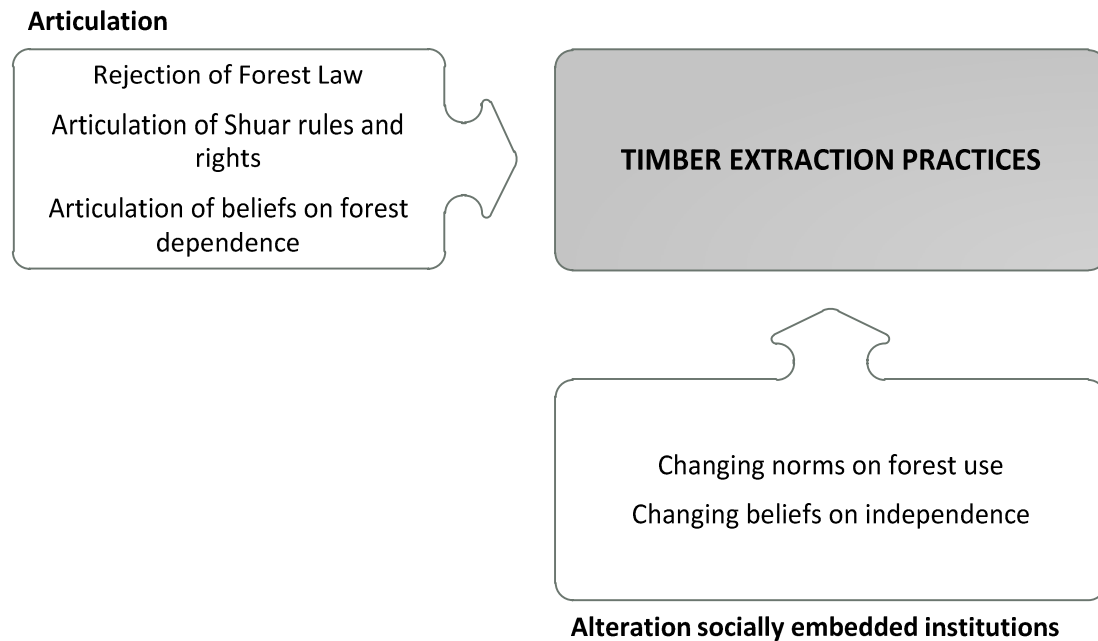 Articulation
Rejection of Forest Law
Articulation of Shuar rules and
rights
Articulation of beliefs on forest
dependence
TIMBER EXTRACTION PRACTICES
Changing norms on forest use
Changing beliefs on independence
Alteration socially embedded institutions